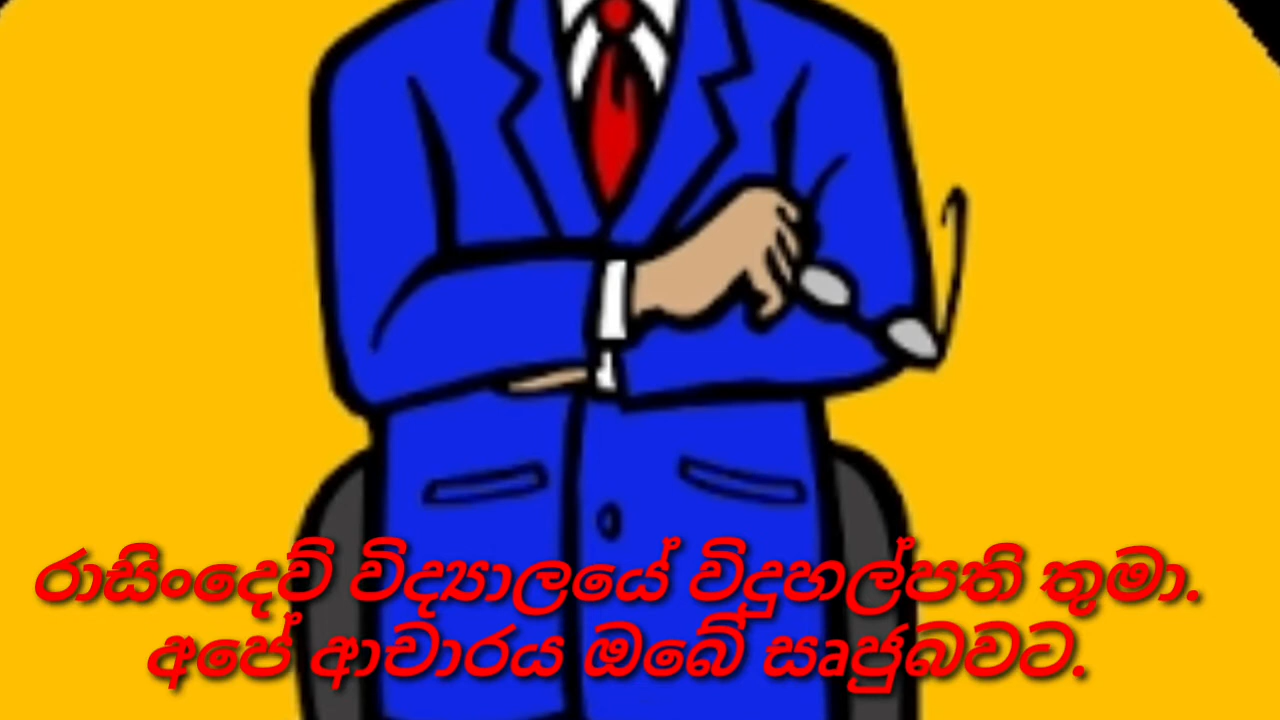 රාසිංදෙව් විද්‍යාලයේ විදුහල්පති තුමා.
අපේ ආචාරය ඔබේ සෘජුබවට.